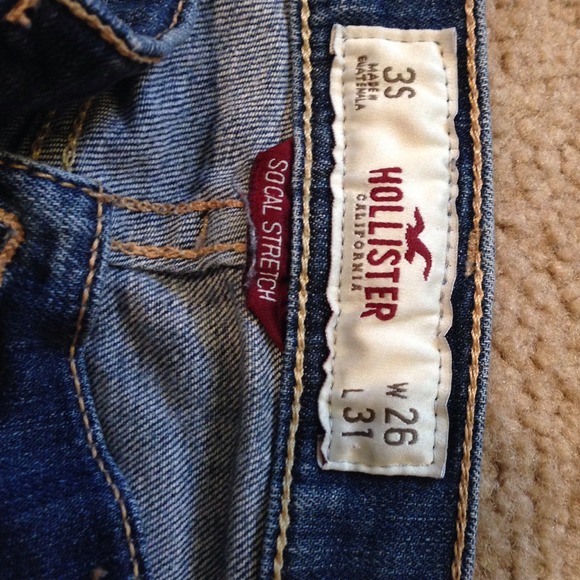 3S
MADE IN
GUATEMALA
HOLLISTER
CALIFORNIA
W 26
L 31
SOCAL STRETCH